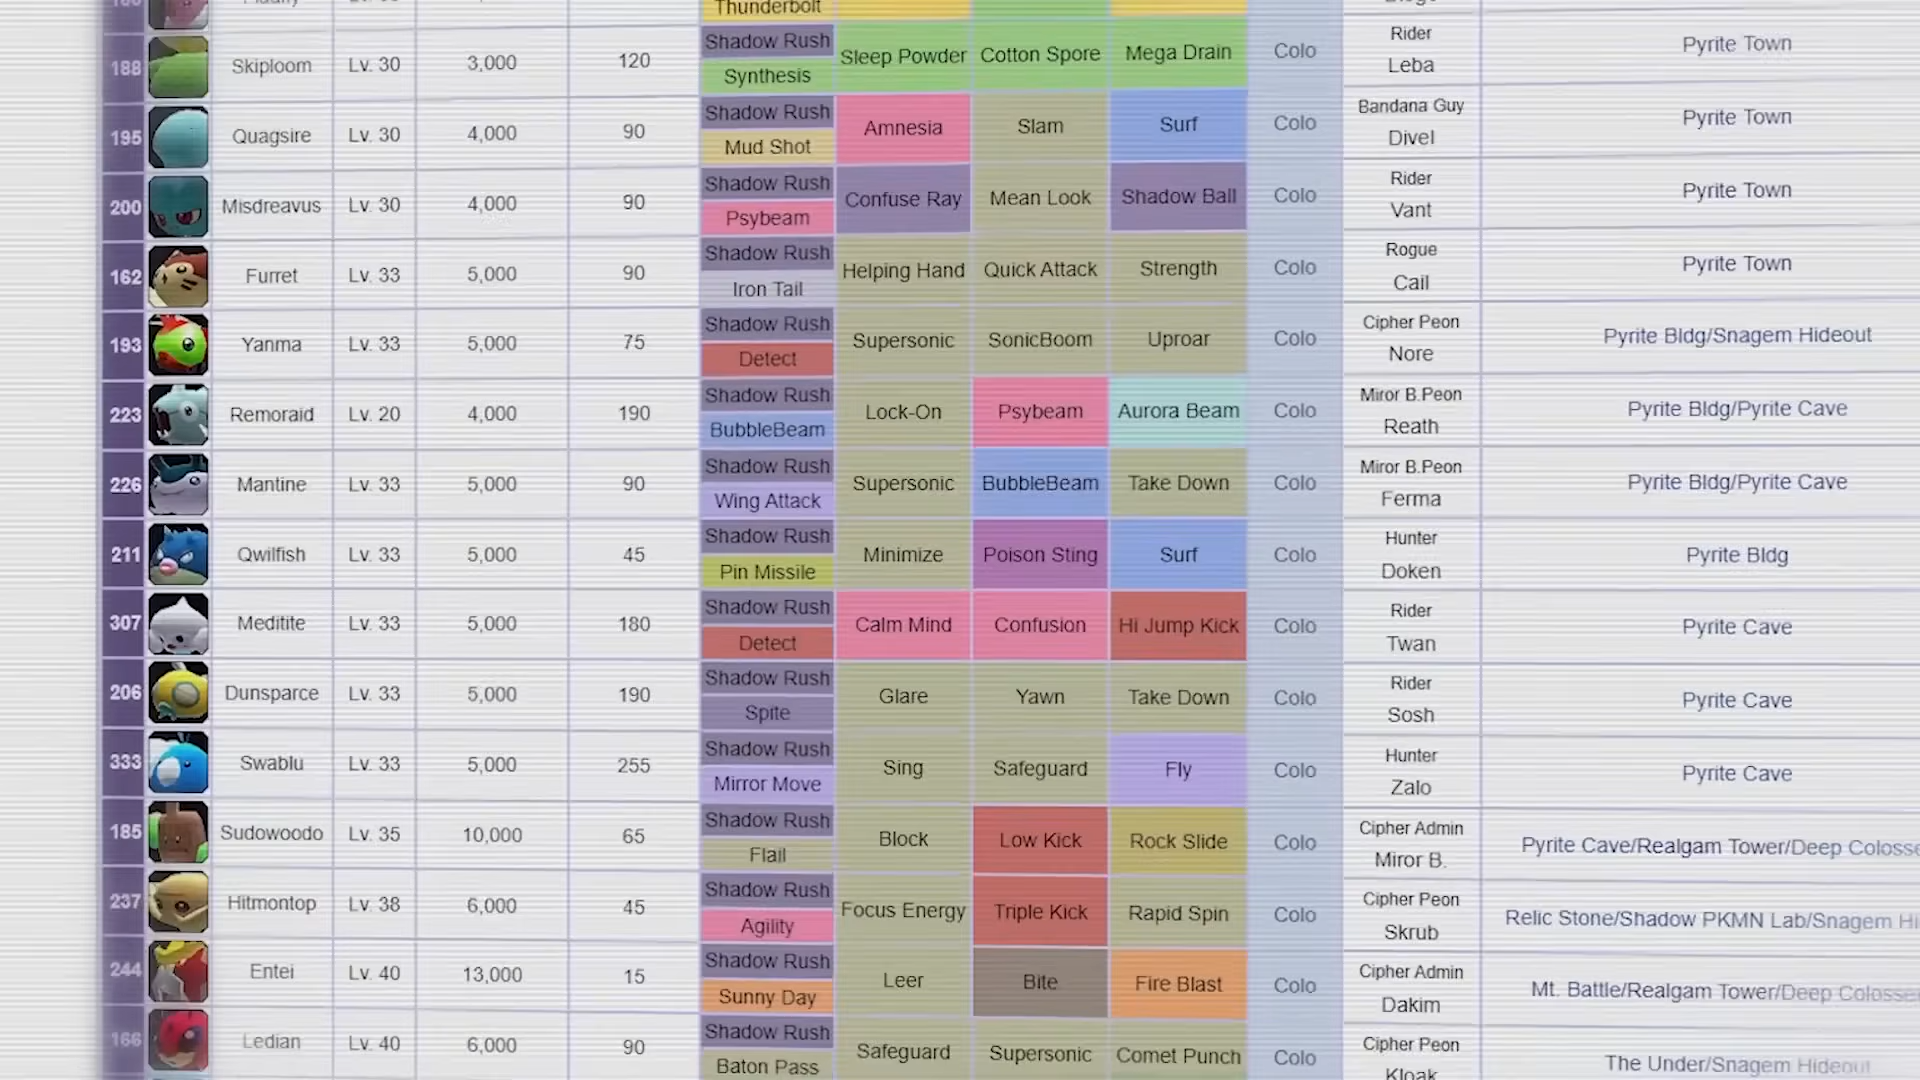 Thunderbolt
188 Skiploom Lv. 30 3,000 120 Shadow Rush Synthesis Sleep Powder Cotton Spore Mega Drain Colo Rider Leba Pyrite Town
195 Quagsire Lv. 30 4,000 90 Shadow Rush Mud Shot Amnesia Slam Surf Colo Bandana Guy Divel Pyrite Town
200 Misdreavus Lv. 30 4,000 90 Shadow Rush Psybeam Confuse Ray Mean Look Shadow Ball Colo Rider Vant Pyrite Town
162 Furret Lv. 33 5,000 90 Shadow Rush Iron Tail Helping Hand Quick Attack Strength Colo Rogue Cail Pyrite Town
193 Yanma Lv. 33 5,000 75 Shadow Rush Detect Supersonic SonicBoom Uproar Colo Cipher Peon Nore Pyrite Bldg/Snagem Hideout
223 Remoraid Lv. 20 4,000 190 Shadow Rush BubbleBeam Lock-On Psybeam Aurora Beam Colo Miror B.Peon Reath Pyrite Bldg/Pyrite Cave
226 Mantine Lv. 33 5,000 90 Shadow Rush Wing Attack Supersonic BubbleBeam Take Down Colo Miror B.Peon Ferma Pyrite Bldg/Pyrite Cave
211 Qwilfish Lv. 33 5,000 45 Shadow Rush Pin Missile Minimize Poison Sting Surf Colo Hunter Doken Pyrite Bldg
307 Meditite Lv. 33 5,000 180 Shadow Rush Detect Calm Mind Confusion Hi Jump Kick Colo Rider Twan Pyrite Cave
206 Dunsparce Lv. 33 5,000 190 Shadow Rush Spite Glare Yawn Take Down Colo Rider Sosh Pyrite Cave
333 Swablu Lv. 33 5,000 255 Shadow Rush Mirror Move Sing Safeguard Fly Colo Hunter Zalo Pyrite Cave
185 Sudowoodo Lv. 35 10,000 65 Shadow Rush Flail Block Low Kick Rock Slide Colo Cipher Admin Miror B. Pyrite Cave/Realgam Tower/Deep Colosse
237 Hitmontop Lv. 38 6,000 45 Shadow Rush Agility Focus Energy Triple Kick Rapid Spin Colo Cipher Peon Skrub Relic Stone/Shadow PKMN Lab/Snagem Hi
244 Entei Lv. 40 13,000 15 Shadow Rush Sunny Day Leer Bite Fire Blast Colo Cipher Admin Dakim Mt. Battle/Realgam Tower/Deep Colosse
166 Ledian Lv. 40 6,000 90 Shadow Rush Baton Pass Safeguard Supersonic Comet Punch Colo Cipher Peon Kloak The Under/Snagem Hideout